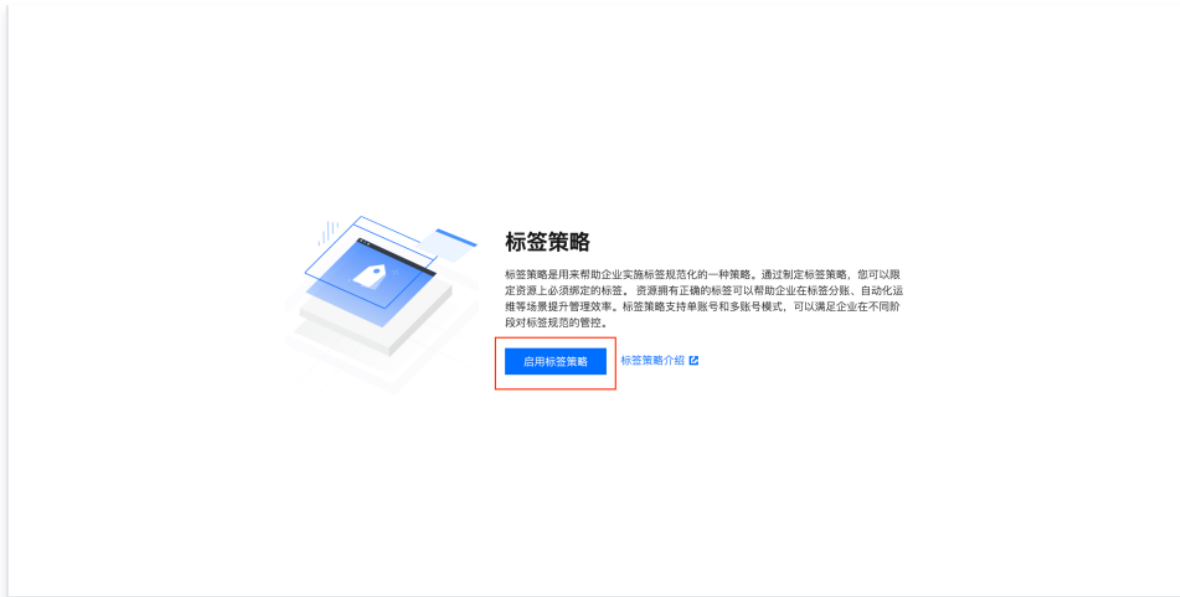 标签策略
标签策略是用来帮助企业实施标签规范化的一种策略。通过制定标签策略，您可以限
定资源上必须绑定的标签。 资源拥有正确的标签可以帮助企业在标签分账、自动化运
维等场景提升管理效率。标签策略支持单账号和多账号模式，可以满足企业在不同阶
段对标签规范的管控。
启用标签策略 标签策略介绍